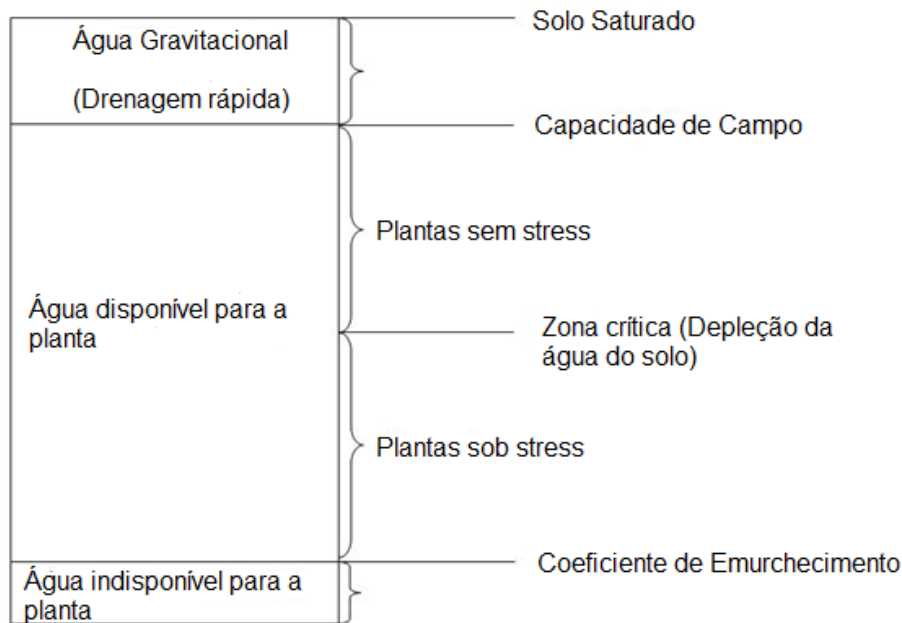 Solo Saturado
Água Gravitacional
(Drenagem rápida)
Capacidade de Campo
Plantas sem stress
Água disponível para a
planta
Zona crítica (Depleção da
água do solo)
Plantas sob stress
Coeficiente de Emurchecimento
Água indisponível para a
planta